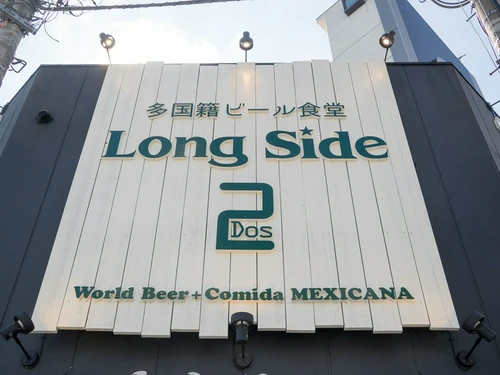 多国籍ビール食堂
Long Side
2
Dos
World Beer+Comida MEXICANA